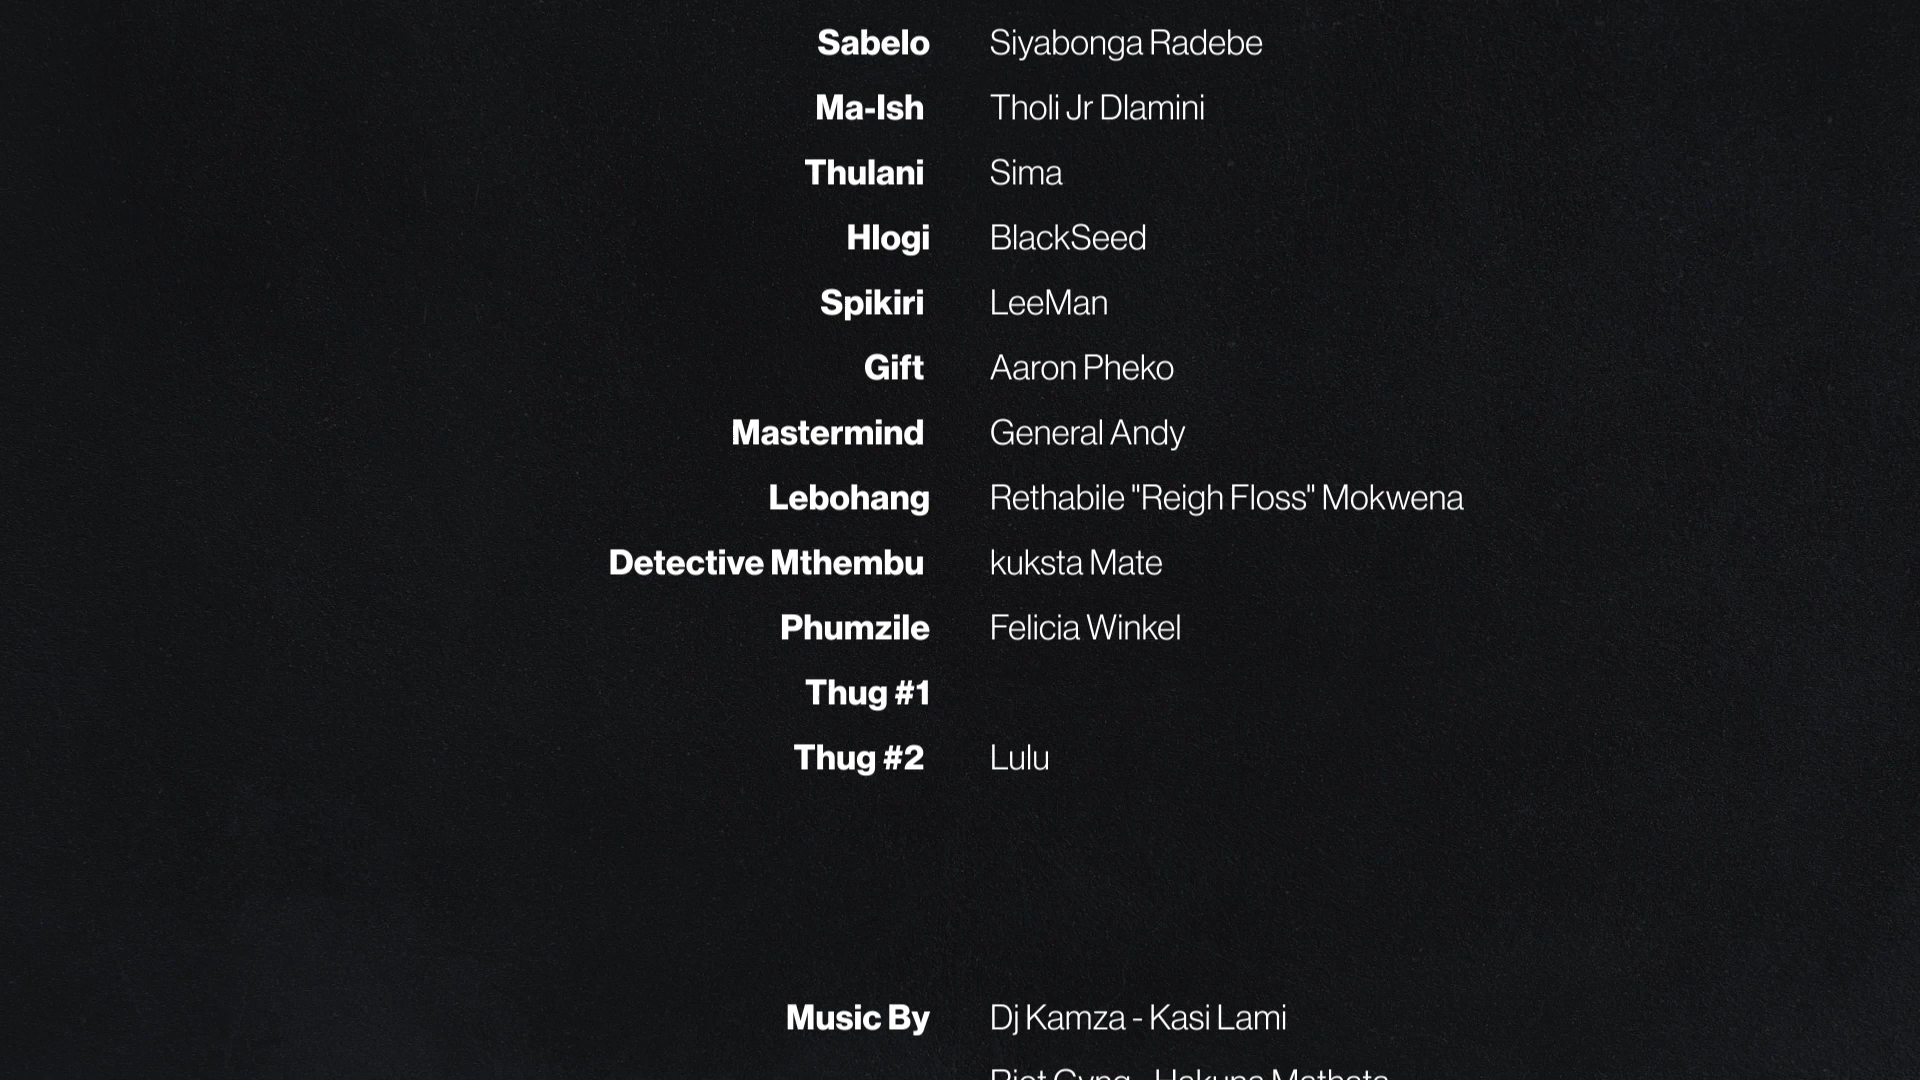 Sabelo Siyabonga Radebe
Ma-Ish Tholi Jr Dlamini
Thulani Sima
Hlogi BlackSeed
Spikiri LeeMan
Gift Aaron Pheko
Mastermind General Andy
Lebohang Rethabile "Reigh Floss" Mokwena
Detective Mthembu kuksta Mate
Phumzile Felicia Winkel
Thug #1
Thug #2 Lulu
Music By Dj Kamza - Kasi Lami